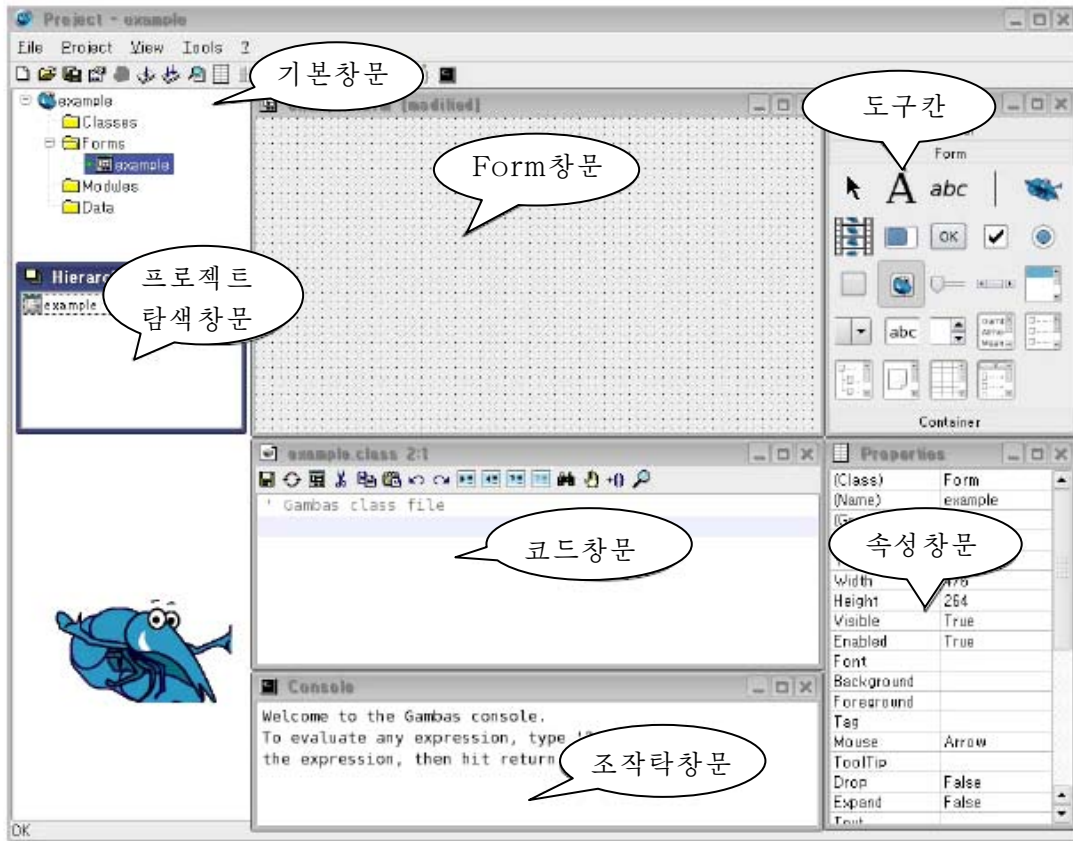 Project - example
File Project View Tools ?
기본창문
example
Classes
Forms
example
Modules
Data
Hierarc
example
프로젝트
탐색창문
[modified]
Form창문
도구칸
Form
A abc
OK
abc
Container
example.class 2:1
' Gambas class file
코드창문
Console
Welcome to the Gambas console.
To evaluate any expression, type '?'
the expression, then hit return
조작탁창문
Properties
(Class) Form
(Name) example
속성창문
Width 476
Height 264
Visible True
Enabled True
Font
Background
Foreground
Tag
Mouse Arrow
ToolTip
Drop False
Expand False
Text
OK